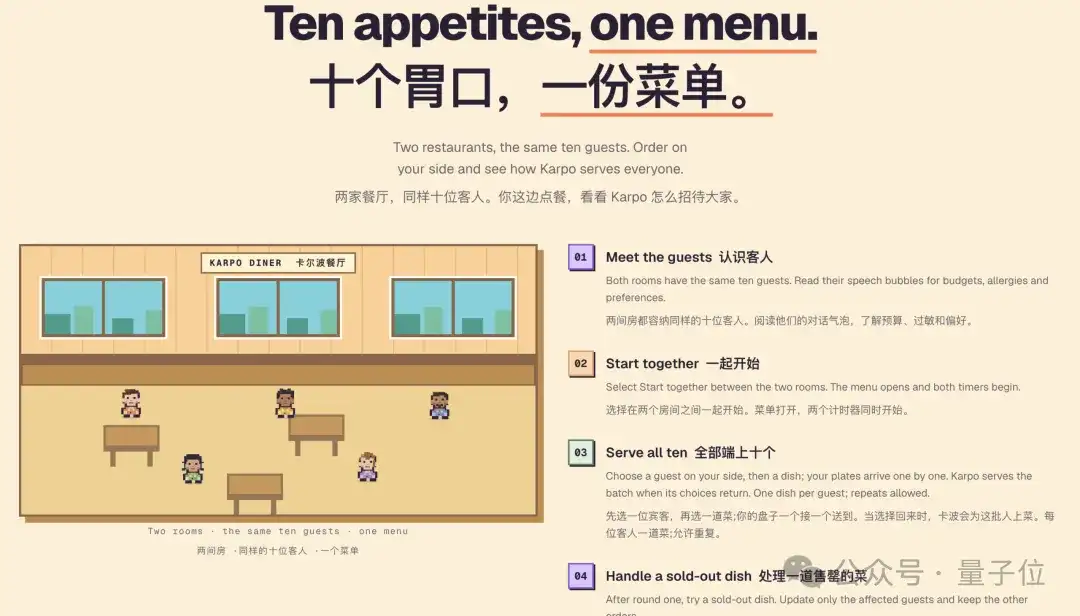 Ten appetites, one menu.
十个胃口，一份菜单。
Two restaurants, the same ten guests. Order on
your side and see how Karpo serves everyone.
两家餐厅，同样十位客人。你这边点餐，看看 Karpo 怎么招待大家。
KARPO DINER 卡尔波餐厅
Two rooms · the same ten guests · one menu
两间房 ·同样的十位客人 ·一个菜单
01 Meet the guests 认识客人
Both rooms have the same ten guests. Read their speech bubbles for budgets, allergies and
preferences.
两间房都容纳同样的十位客人。阅读他们的对话气泡，了解预算、过敏和偏好。
02 Start together 一起开始
Select Start together between the two rooms. The menu opens and both timers begin.
选择在两个房间之间一起开始。菜单打开，两个计时器同时开始。
03 Serve all ten 全部端上十个
Choose a guest on your side, then a dish; your plates arrive one by one. Karpo serves the
batch when its choices return. One dish per guest; repeats allowed.
先选一位宾客，再选一道菜;你的盘子一个接一个送到。当选择回来时，卡波会为这批人上菜。每
位客人一道菜;允许重复。
04 Handle a sold-out dish 处理一道售罄的菜
公众号 · 量子位
After round one, try a sold-out dish. Update only the affected guests and keep the other
orders.